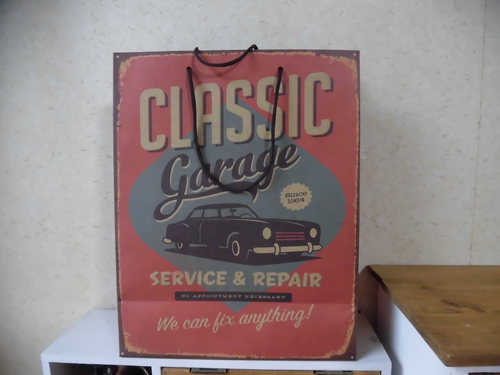 CLASSIC
Garage
Since
1964
SERVICE & REPAIR
NO APPOINTMENT NECESSARY
We can fix anything!